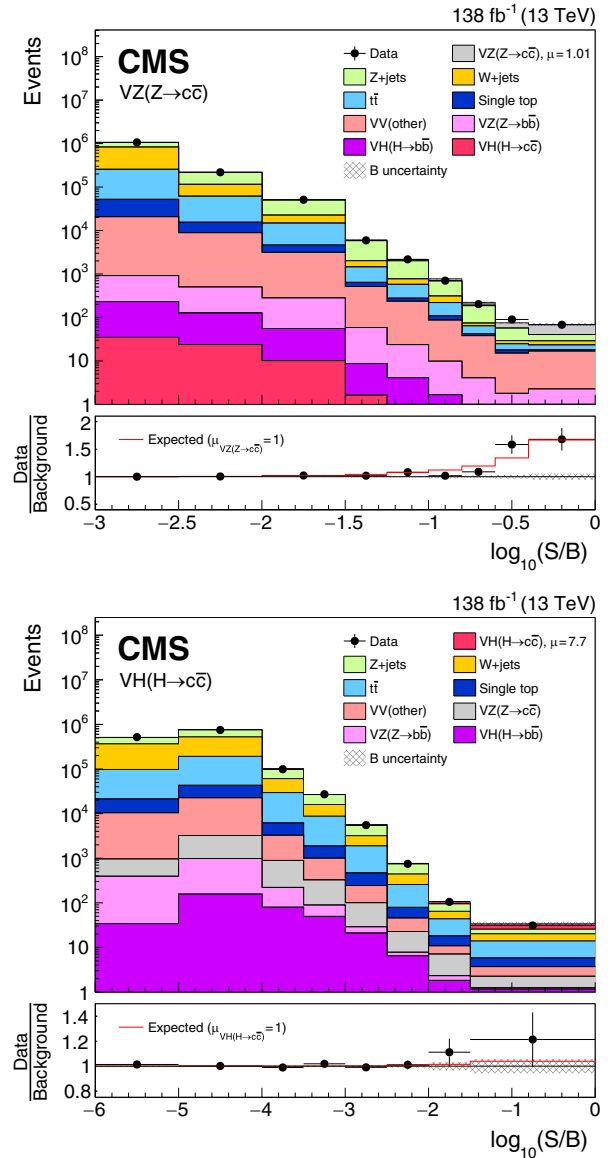 138 fb⁻¹ (13 TeV)
Events
10⁸
10⁷
10⁶
10⁵
10⁴
10³
10²
10
1
CMS
VZ(Z→cc̅)
Data
VZ(Z→cc̅), μ=1.01
Z+jets
W+jets
tt̅
Single top
VV(other)
VZ(Z→bb̅)
VH(H→bb̅)
VH(H→cc̅)
B uncertainty
Data
Background
2
1.5
1
0.5
Expected (μ_VZ(Z→cc̅)=1)
−3 −2.5 −2 −1.5 −1 −0.5 0
log₁₀(S/B)
138 fb⁻¹ (13 TeV)
Events
10⁸
10⁷
10⁶
10⁵
10⁴
10³
10²
10
1
CMS
VH(H→cc̅)
Data
VH(H→cc̅), μ=7.7
Z+jets
W+jets
tt̅
Single top
VV(other)
VZ(Z→cc̅)
VZ(Z→bb̅)
VH(H→bb̅)
B uncertainty
Data
Background
1.4
1.2
1
0.8
Expected (μ_VH(H→cc̅)=1)
−6 −5 −4 −3 −2 −1 0
log₁₀(S/B)